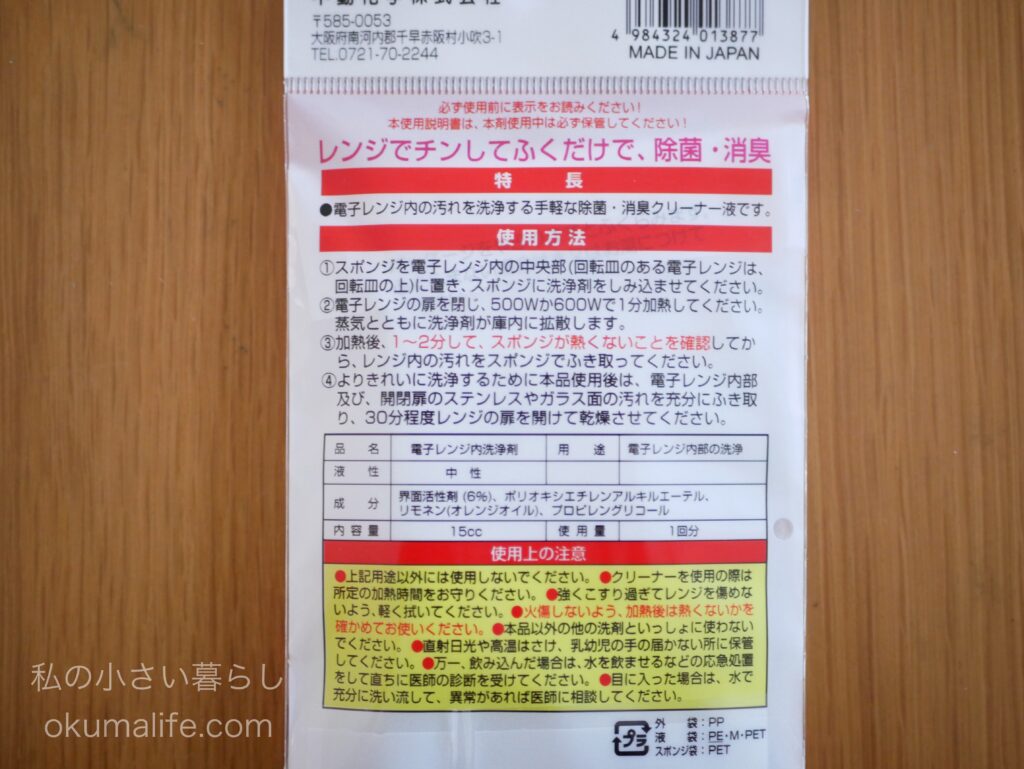 不動化学株式会社
〒585-0053
大阪府南河内郡千早赤阪村小吹3-1
TEL.0721-70-2244
4 984324 013877
MADE IN JAPAN
必ず使用前に表示をお読みください!
本使用説明書は、本剤使用中は必ず保管してください!
レンジでチンしてふくだけで、除菌・消臭
特 長
●電子レンジ内の汚れを洗浄する手軽な除菌・消臭クリーナー液です。
使用方法
①スポンジを電子レンジ内の中央部(回転皿のある電子レンジは、
回転皿の上)に置き、スポンジに洗浄剤をしみ込ませてください。
②電子レンジの扉を閉じ、500Wか600Wで1分加熱してください。
蒸気とともに洗浄剤が庫内に拡散します。
③加熱後、1〜2分して、スポンジが熱くないことを確認してか
ら、レンジ内の汚れをスポンジでふき取ってください。
④よりきれいに洗浄するために本品使用後は、電子レンジ内部
及び、開閉扉のステンレスやガラス面の汚れを充分にふき取
り、30分程度レンジの扉を開けて乾燥させてください。
品 名 電子レンジ内洗浄剤 用 途 電子レンジ内部の洗浄
液 性 中 性
成 分 界面活性剤(6%)、ポリオキシエチレンアルキルエーテル、
リモネン(オレンジオイル)、プロピレングリコール
内容量 15cc 使用量 1回分
使用上の注意
●上記用途以外には使用しないでください。●クリーナーを使用の際は
所定の加熱時間をお守りください。●強くこすり過ぎてレンジを傷めな
いよう、軽く拭いてください。●火傷しないよう、加熱後は熱くないかを
確かめてお使いください。●本品以外の他の洗剤といっしょに使わない
でください。●直射日光や高温はさけ、乳幼児の手の届かない所に保管
してください。●万一、飲み込んだ場合は、水を飲ませるなどの応急処置
をして直ちに医師の診断を受けてください。●目に入った場合は、水で
充分に洗い流して、異常があれば医師に相談してください。
プラ
外 袋:PP
液 袋:PE・M・PET
スポンジ袋:PET
私の小さい暮らし
okumalife.com